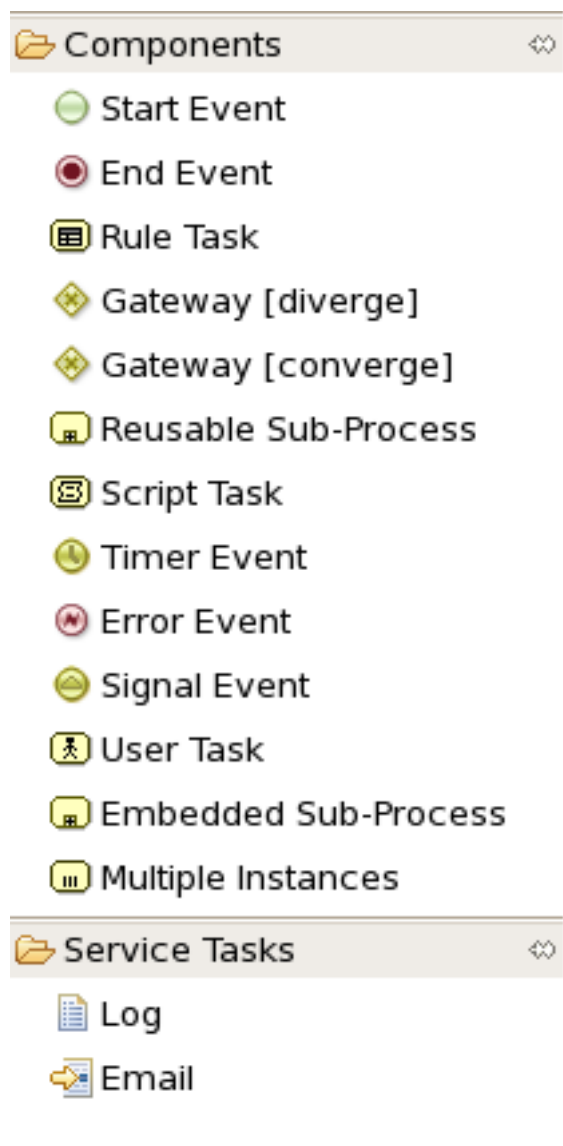 Components
Start Event
End Event
Rule Task
Gateway [diverge]
Gateway [converge]
Reusable Sub-Process
Script Task
Timer Event
Error Event
Signal Event
User Task
Embedded Sub-Process
Multiple Instances
Service Tasks
Log
Email